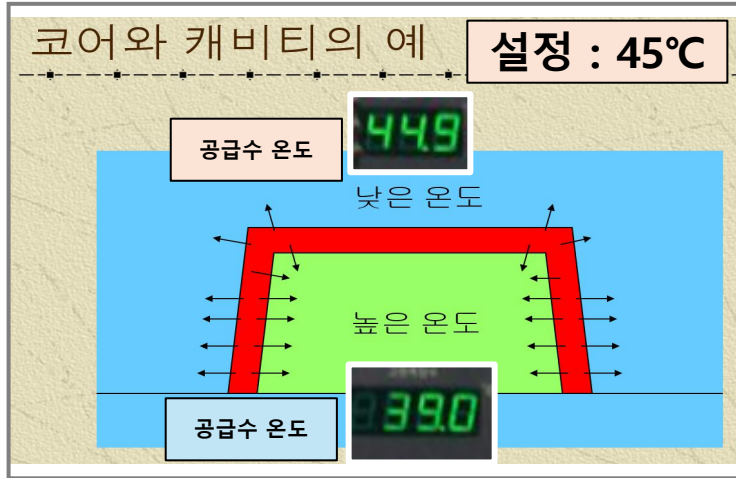 코어와 캐비티의 예
설정 : 45℃
공급수 온도
44.9
낮은 온도
높은 온도
공급수 온도
39.0